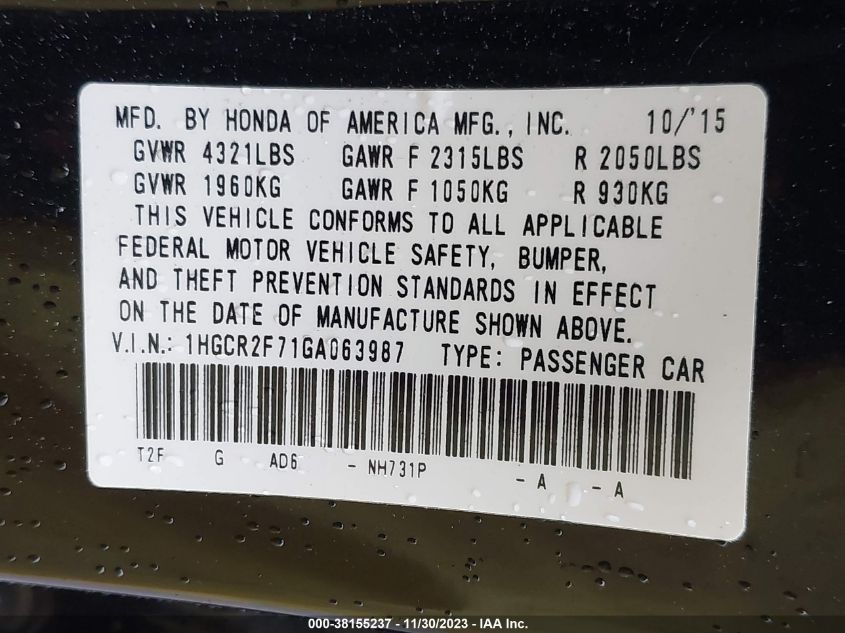 MFD. BY HONDA OF AMERICA MFG., INC. 10/'15
GVWR 4321LBS GAWR F 2315LBS R 2050LBS
GVWR 1960KG GAWR F 1050KG R 930KG
THIS VEHICLE CONFORMS TO ALL APPLICABLE
FEDERAL MOTOR VEHICLE SAFETY, BUMPER,
AND THEFT PREVENTION STANDARDS IN EFFECT
ON THE DATE OF MANUFACTURE SHOWN ABOVE.
V.I.N.: 1HGCR2F71GA063987 TYPE: PASSENGER CAR
T2F G AD6 - NH731P - A - A
000-38155237 - 11/30/2023 - IAA Inc.